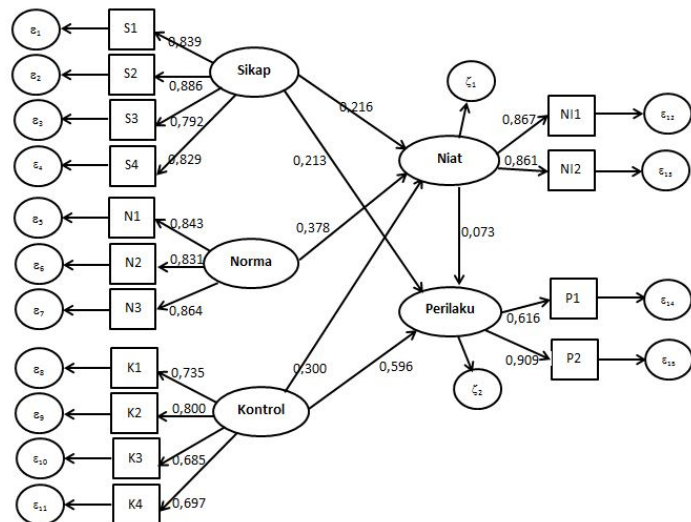 ε₁ S1 0,839
ε₂ S2 0,886
ε₃ S3 0,792
ε₄ S4 0,829
Sikap
0,216
0,213
ζ₁
Niat
0,867 NI1 ε₁₂
0,861 NI2 ε₁₃
ε₅ N1 0,843
ε₆ N2 0,831
ε₇ N3 0,864
Norma
0,378
0,073
Perilaku
0,616 P1 ε₁₄
0,909 P2 ε₁₅
ζ₂
ε₈ K1 0,735
ε₉ K2 0,800
ε₁₀ K3 0,685
ε₁₁ K4 0,697
Kontrol
0,300
0,596